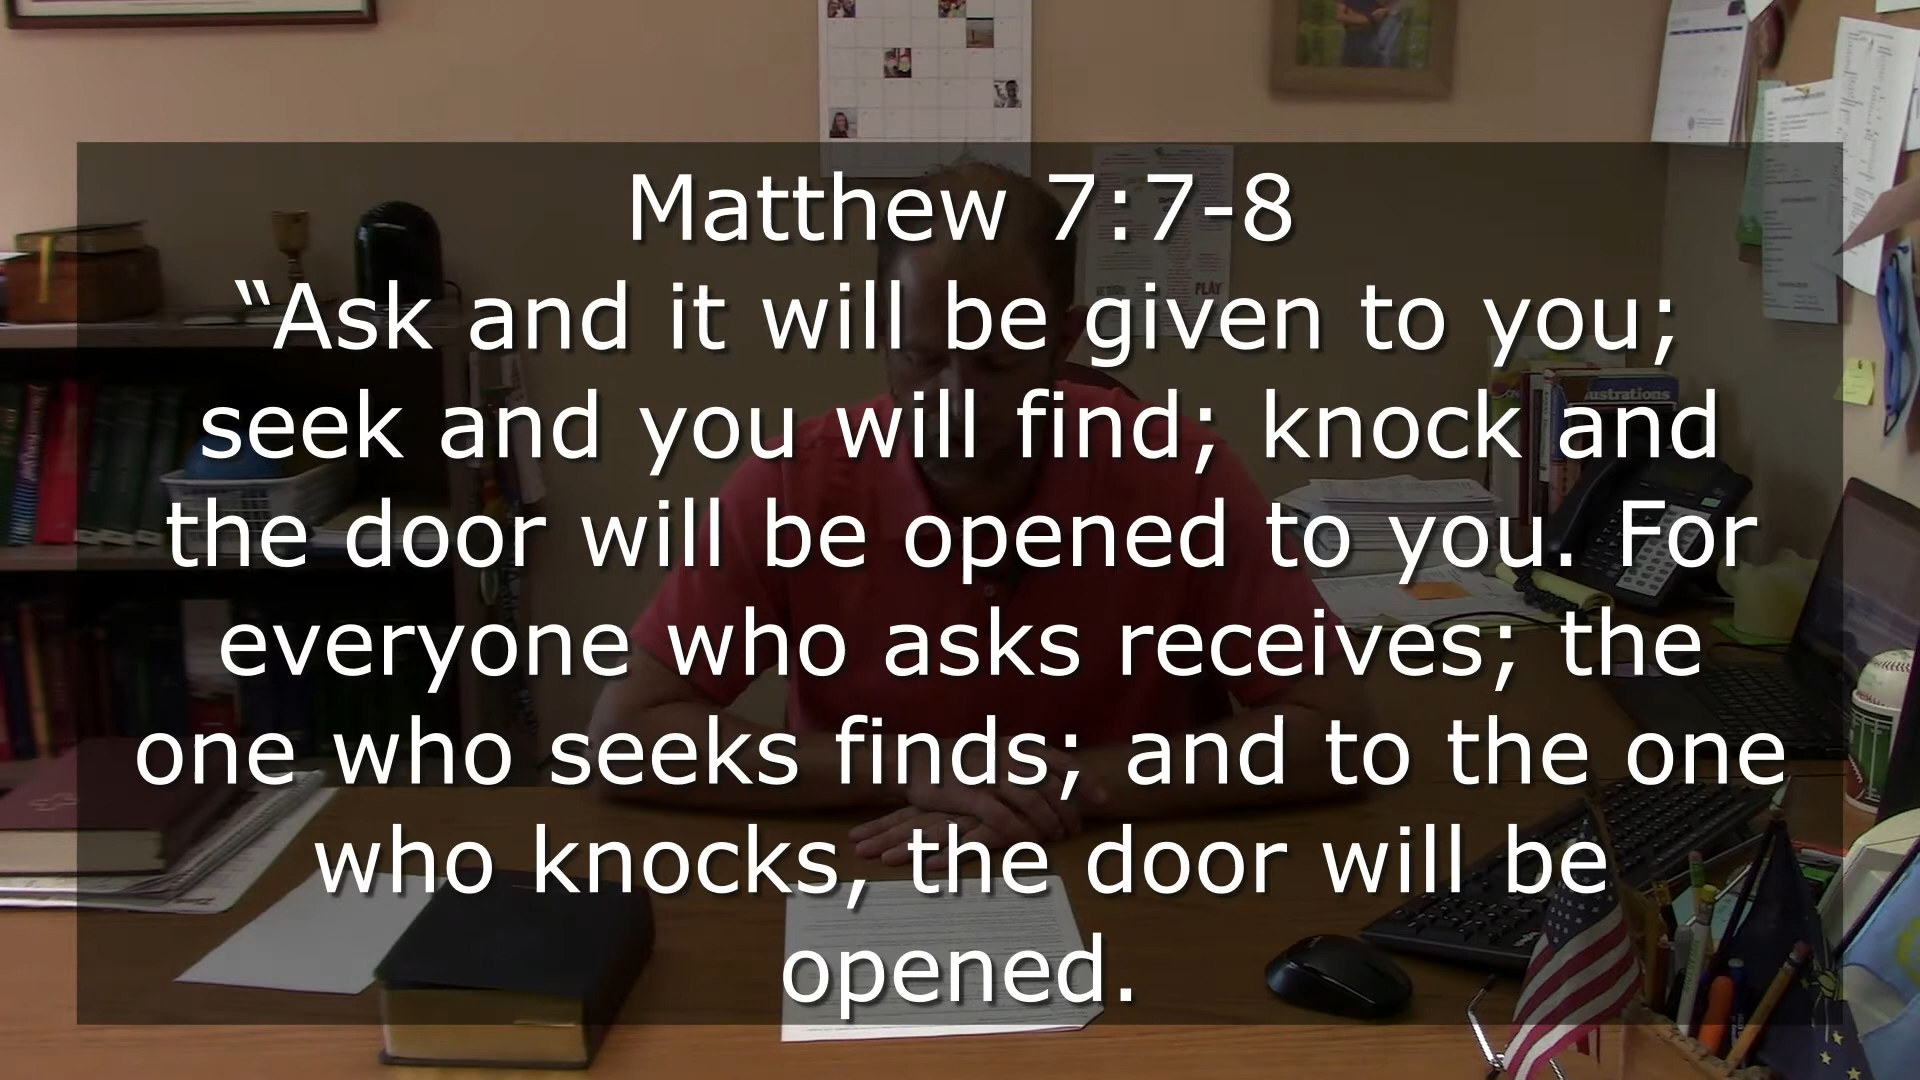 Matthew 7:7-8
“Ask and it will be given to you;
seek and you will find; knock and
the door will be opened to you. For
everyone who asks receives; the
one who seeks finds; and to the one
who knocks, the door will be
opened.
PLAY
ustrations